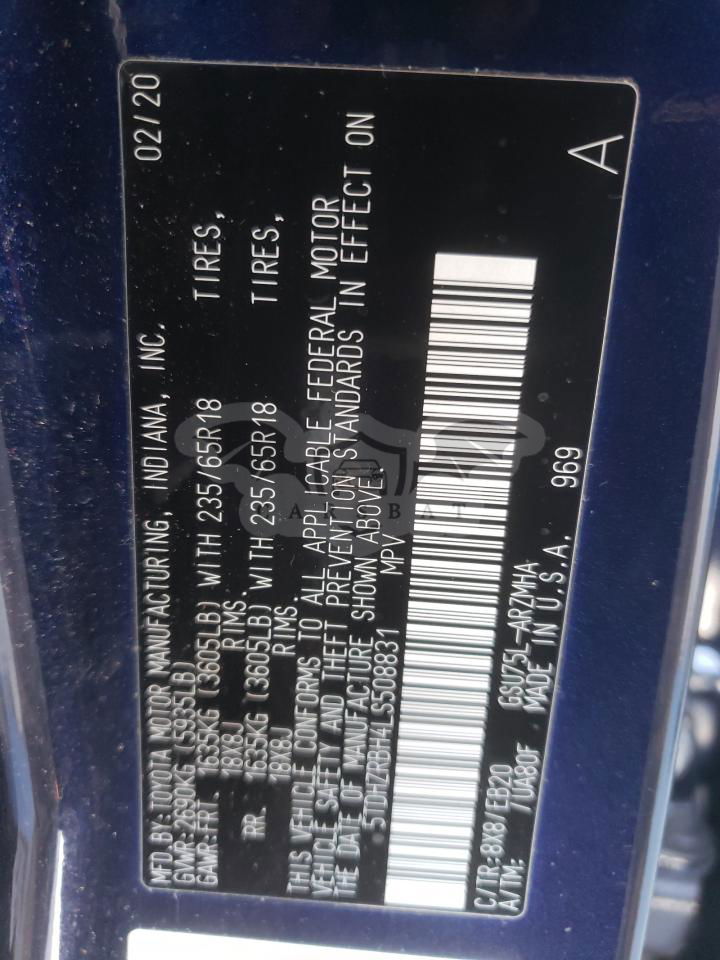 MFD.BY:TOYOTA MOTOR MANUFACTURING, INDIANA, INC. 02/20
GVWR:2690KG (5935LB)
GAWR:FRT. 1635KG (3605LB) WITH 235/65R18 TIRES,
18X8J RIMS.
RR. 1635KG (3605LB) WITH 235/65R18 TIRES,
18X8J RIMS
THIS VEHICLE CONFORMS TO ALL APPLICABLE FEDERAL MOTOR
VEHICLE SAFETY AND THEFT PREVENTION STANDARDS IN EFFECT ON
THE DATE OF MANUFACTURE SHOWN ABOVE.
5TDHZRBH4LS508831 MPV
C/TR:8X8/EB20 GSU75L-ARZMHA
A/TM: /UA80F MADE IN U.S.A. 969
A